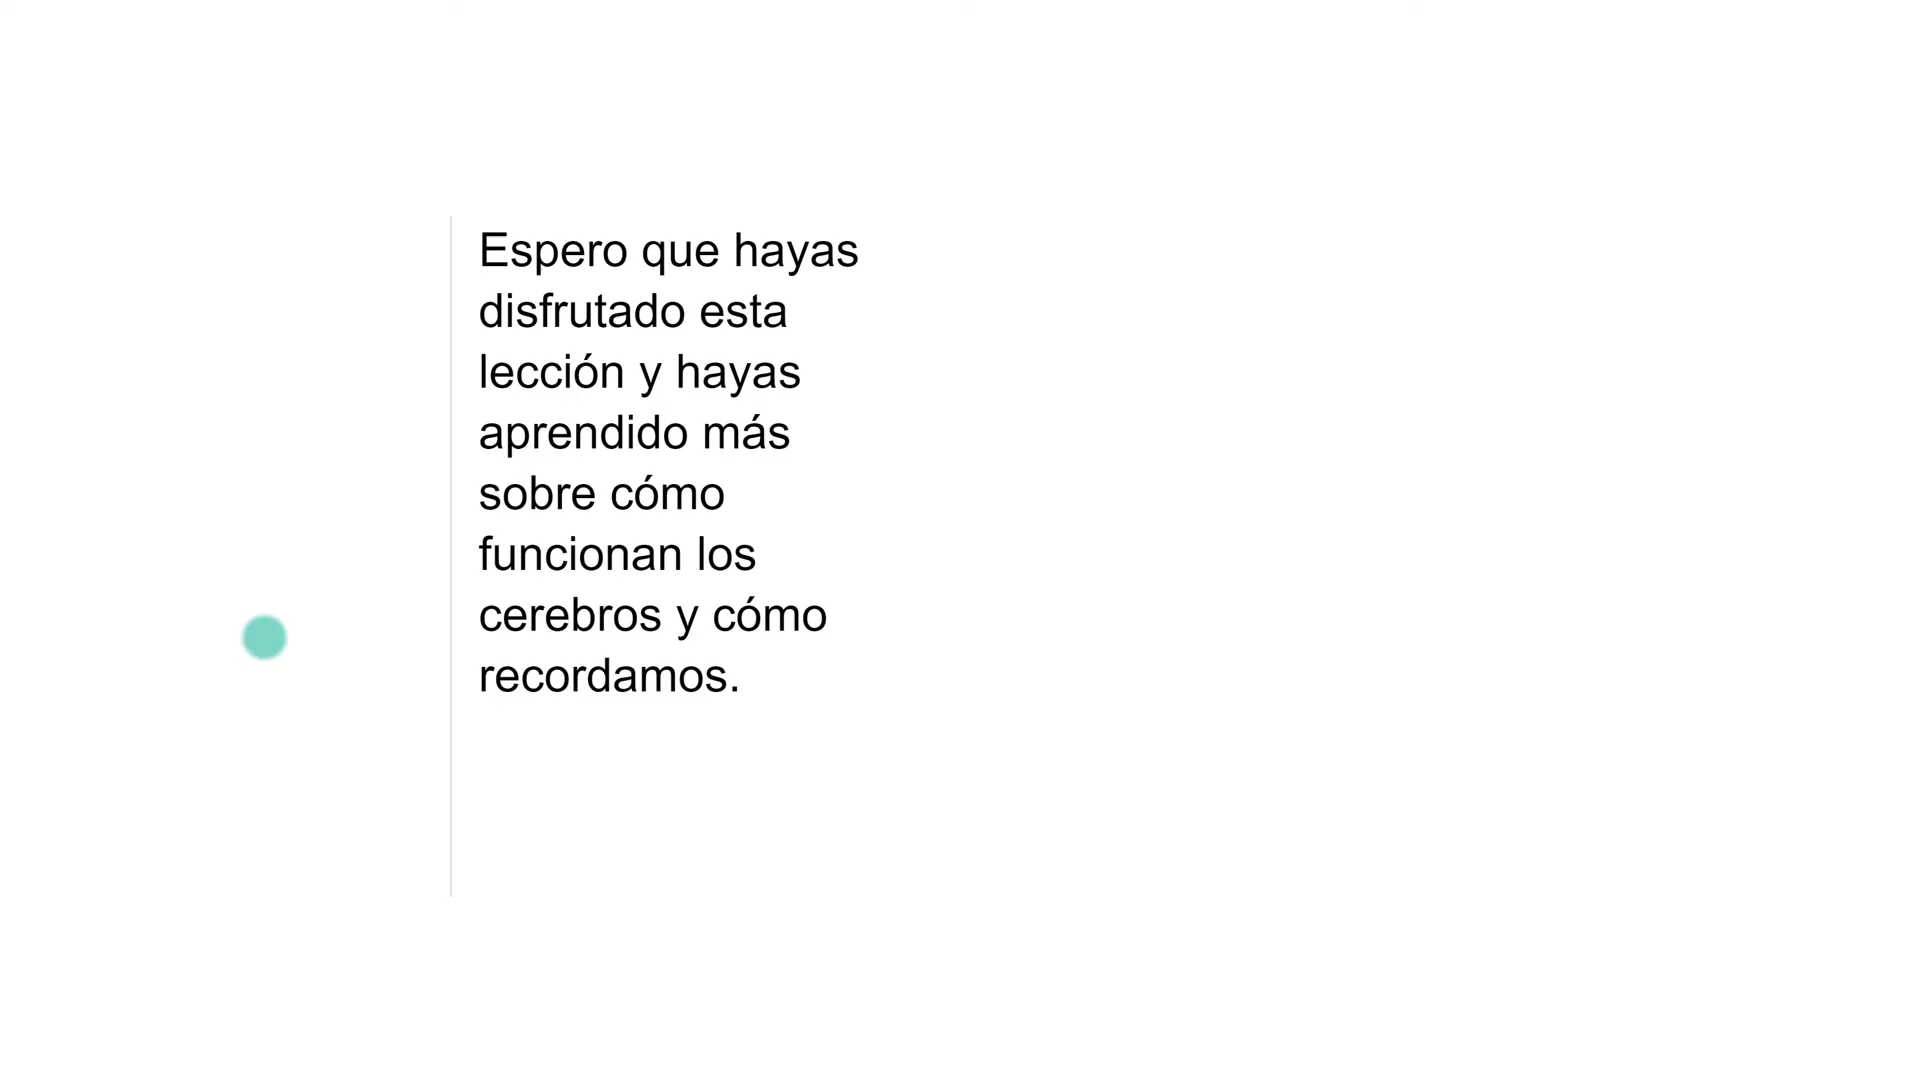 Espero que hayas
disfrutado esta
lección y hayas
aprendido más
sobre cómo
funcionan los
cerebros y cómo
recordamos.